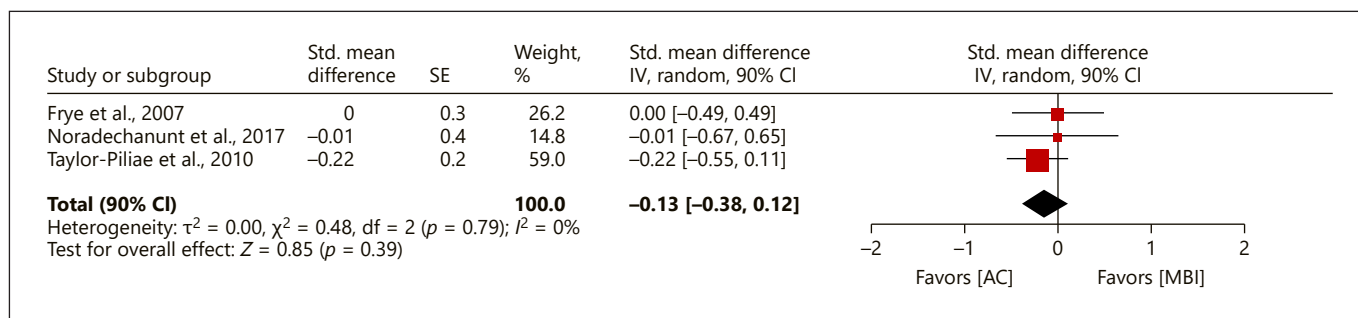 Std. mean Weight, Std. mean difference Std. mean difference
Study or subgroup difference SE % IV, random, 90% Cl IV, random, 90% Cl
Frye et al., 2007 0 0.3 26.2 0.00 [–0.49, 0.49]
Noradechanunt et al., 2017 –0.01 0.4 14.8 –0.01 [–0.67, 0.65]
Taylor-Piliae et al., 2010 –0.22 0.2 59.0 –0.22 [–0.55, 0.11]
Total (90% Cl) 100.0 –0.13 [–0.38, 0.12]
Heterogeneity: τ² = 0.00, χ² = 0.48, df = 2 (p = 0.79); I² = 0%
Test for overall effect: Z = 0.85 (p = 0.39)
–2 –1 0 1 2
Favors [AC] Favors [MBI]